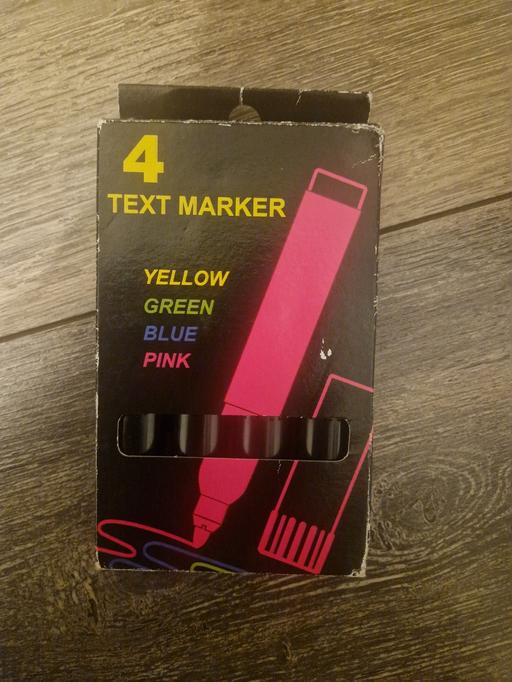 4
TEXT MARKER
YELLOW
GREEN
BLUE
PINK